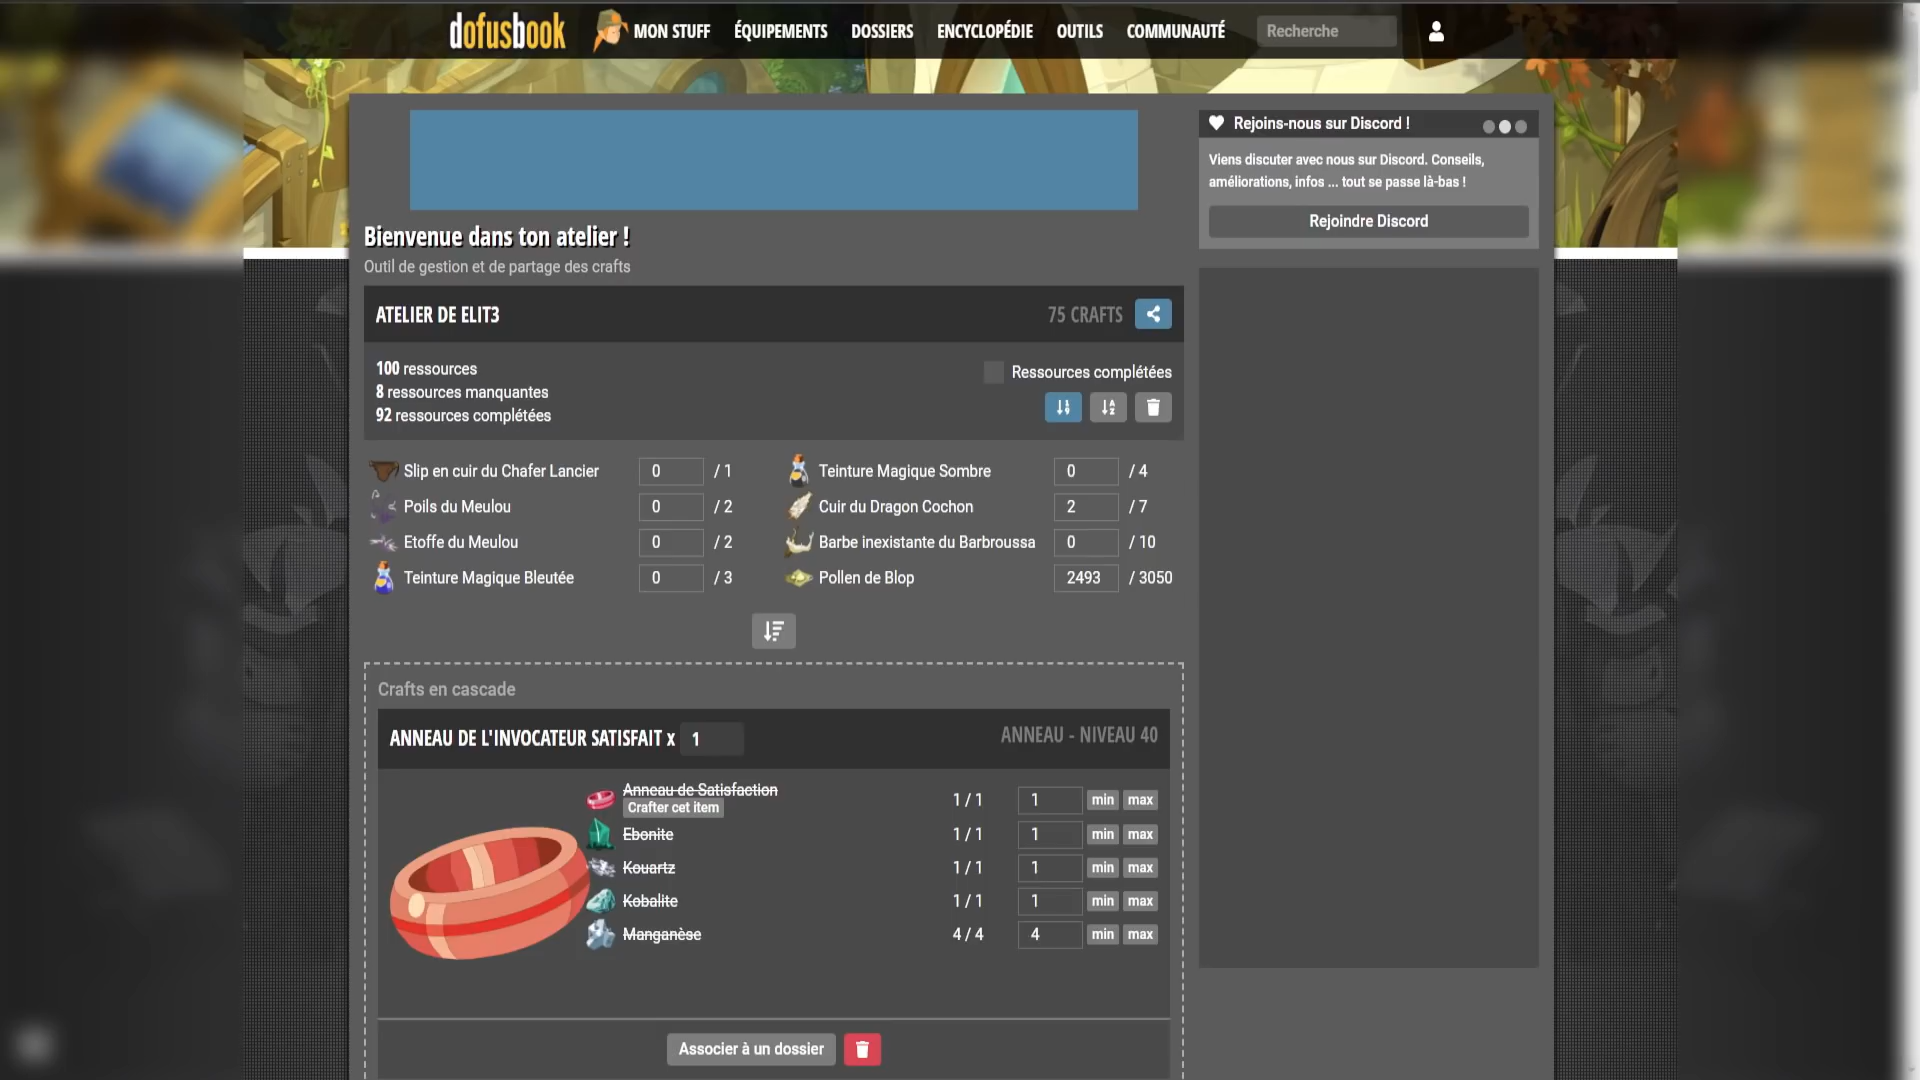 dofusbook
MON STUFF
ÉQUIPEMENTS
DOSSIERS
ENCYCLOPÉDIE
OUTILS
COMMUNAUTÉ
Recherche
Bienvenue dans ton atelier !
Outil de gestion et de partage des crafts
ATELIER DE ELIT3
75 CRAFTS
100 ressources
8 ressources manquantes
92 ressources complétées
Ressources complétées
Slip en cuir du Chafer Lancier 0 / 1
Teinture Magique Sombre 0 / 4
Poils du Meulou 0 / 2
Cuir du Dragon Cochon 2 / 7
Etoffe du Meulou 0 / 2
Barbe inexistante du Barbroussa 0 / 10
Teinture Magique Bleutée 0 / 3
Pollen de Blop 2493 / 3050
Crafts en cascade
ANNEAU DE L'INVOCATEUR SATISFAIT x 1
ANNEAU - NIVEAU 40
Anneau de Satisfaction 1 / 1 1 min max
Crafter cet item
Ebonite 1 / 1 1 min max
Kouartz 1 / 1 1 min max
Kobalite 1 / 1 1 min max
Manganèse 4 / 4 4 min max
Associer à un dossier
Rejoins-nous sur Discord !
Viens discuter avec nous sur Discord. Conseils,
améliorations, infos ... tout se passe là-bas !
Rejoindre Discord